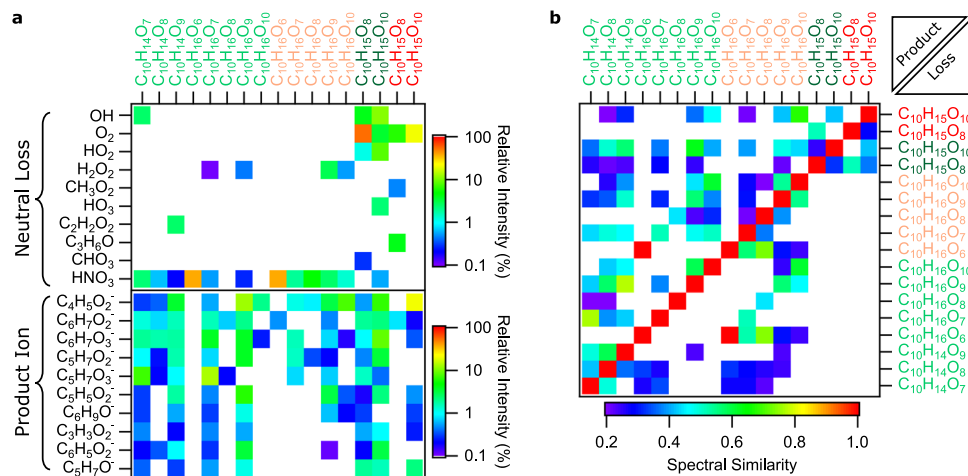 a
C₁₀H₁₄O₇
C₁₀H₁₄O₈
C₁₀H₁₄O₉
C₁₀H₁₆O₆
C₁₀H₁₆O₇
C₁₀H₁₆O₈
C₁₀H₁₆O₉
C₁₀H₁₆O₁₀
C₁₀H₁₆O₆
C₁₀H₁₆O₇
C₁₀H₁₆O₈
C₁₀H₁₆O₉
C₁₀H₁₆O₁₀
C₁₀H₁₅O₈
C₁₀H₁₅O₁₀
C₁₀H₁₅O₈
C₁₀H₁₅O₁₀
Neutral Loss
OH
O₂
HO₂
H₂O₂
CH₃O₂
HO₃
C₂H₂O₂
C₃H₆O
CHO₃
HNO₃
100
10
1
0.1
Relative Intensity (%)
Product Ion
C₄H₅O₂⁻
C₆H₇O₂⁻
C₆H₇O₃⁻
C₅H₇O₂⁻
C₅H₇O₃⁻
C₅H₅O₂⁻
C₆H₉O⁻
C₃H₃O₂⁻
C₆H₅O₂⁻
C₅H₇O⁻
100
10
1
0.1
Relative Intensity (%)
b
C₁₀H₁₄O₇
C₁₀H₁₄O₈
C₁₀H₁₄O₉
C₁₀H₁₆O₆
C₁₀H₁₆O₇
C₁₀H₁₆O₈
C₁₀H₁₆O₉
C₁₀H₁₆O₁₀
C₁₀H₁₆O₆
C₁₀H₁₆O₇
C₁₀H₁₆O₈
C₁₀H₁₆O₉
C₁₀H₁₆O₁₀
C₁₀H₁₅O₈
C₁₀H₁₅O₁₀
C₁₀H₁₅O₈
C₁₀H₁₅O₁₀
Product
Loss
C₁₀H₁₅O₁₀
C₁₀H₁₅O₈
C₁₀H₁₅O₁₀
C₁₀H₁₅O₈
C₁₀H₁₆O₁₀
C₁₀H₁₆O₉
C₁₀H₁₆O₈
C₁₀H₁₆O₇
C₁₀H₁₆O₆
C₁₀H₁₆O₁₀
C₁₀H₁₆O₉
C₁₀H₁₆O₈
C₁₀H₁₆O₇
C₁₀H₁₆O₆
C₁₀H₁₄O₉
C₁₀H₁₄O₈
C₁₀H₁₄O₇
0.2 0.4 0.6 0.8 1.0
Spectral Similarity